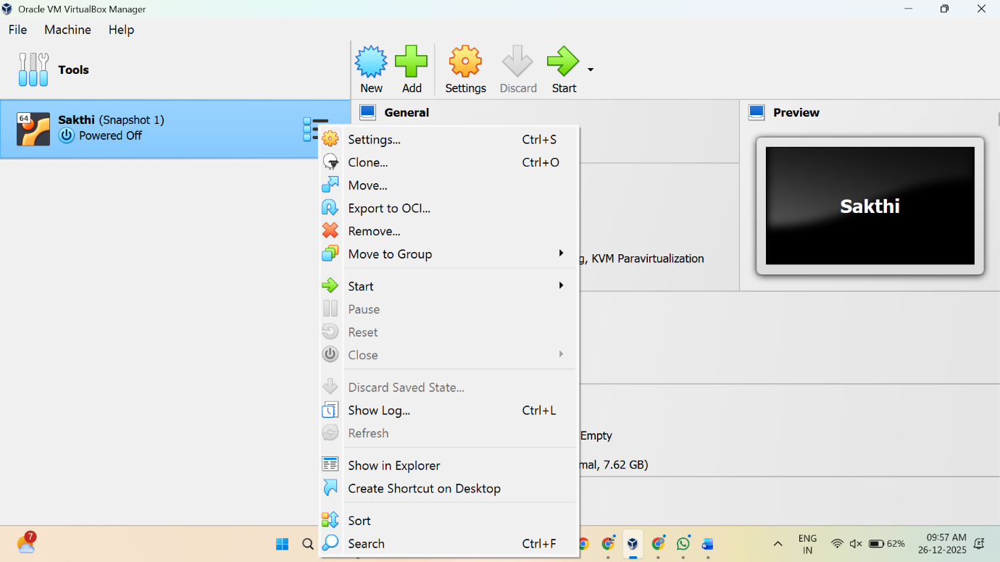 Oracle VM VirtualBox Manager
File Machine Help
Tools
New Add Settings Discard Start
64
Sakthi (Snapshot 1)
Powered Off
General
Preview
Sakthi
Settings... Ctrl+S
Clone... Ctrl+O
Move...
Export to OCI...
Remove...
Move to Group
g, KVM Paravirtualization
Start
Pause
Reset
Close
Discard Saved State...
Show Log... Ctrl+L
Refresh
Empty
Show in Explorer
mal, 7.62 GB)
Create Shortcut on Desktop
Sort
Search Ctrl+F
7
W
ENG
IN
62%
09:57 AM
26-12-2025